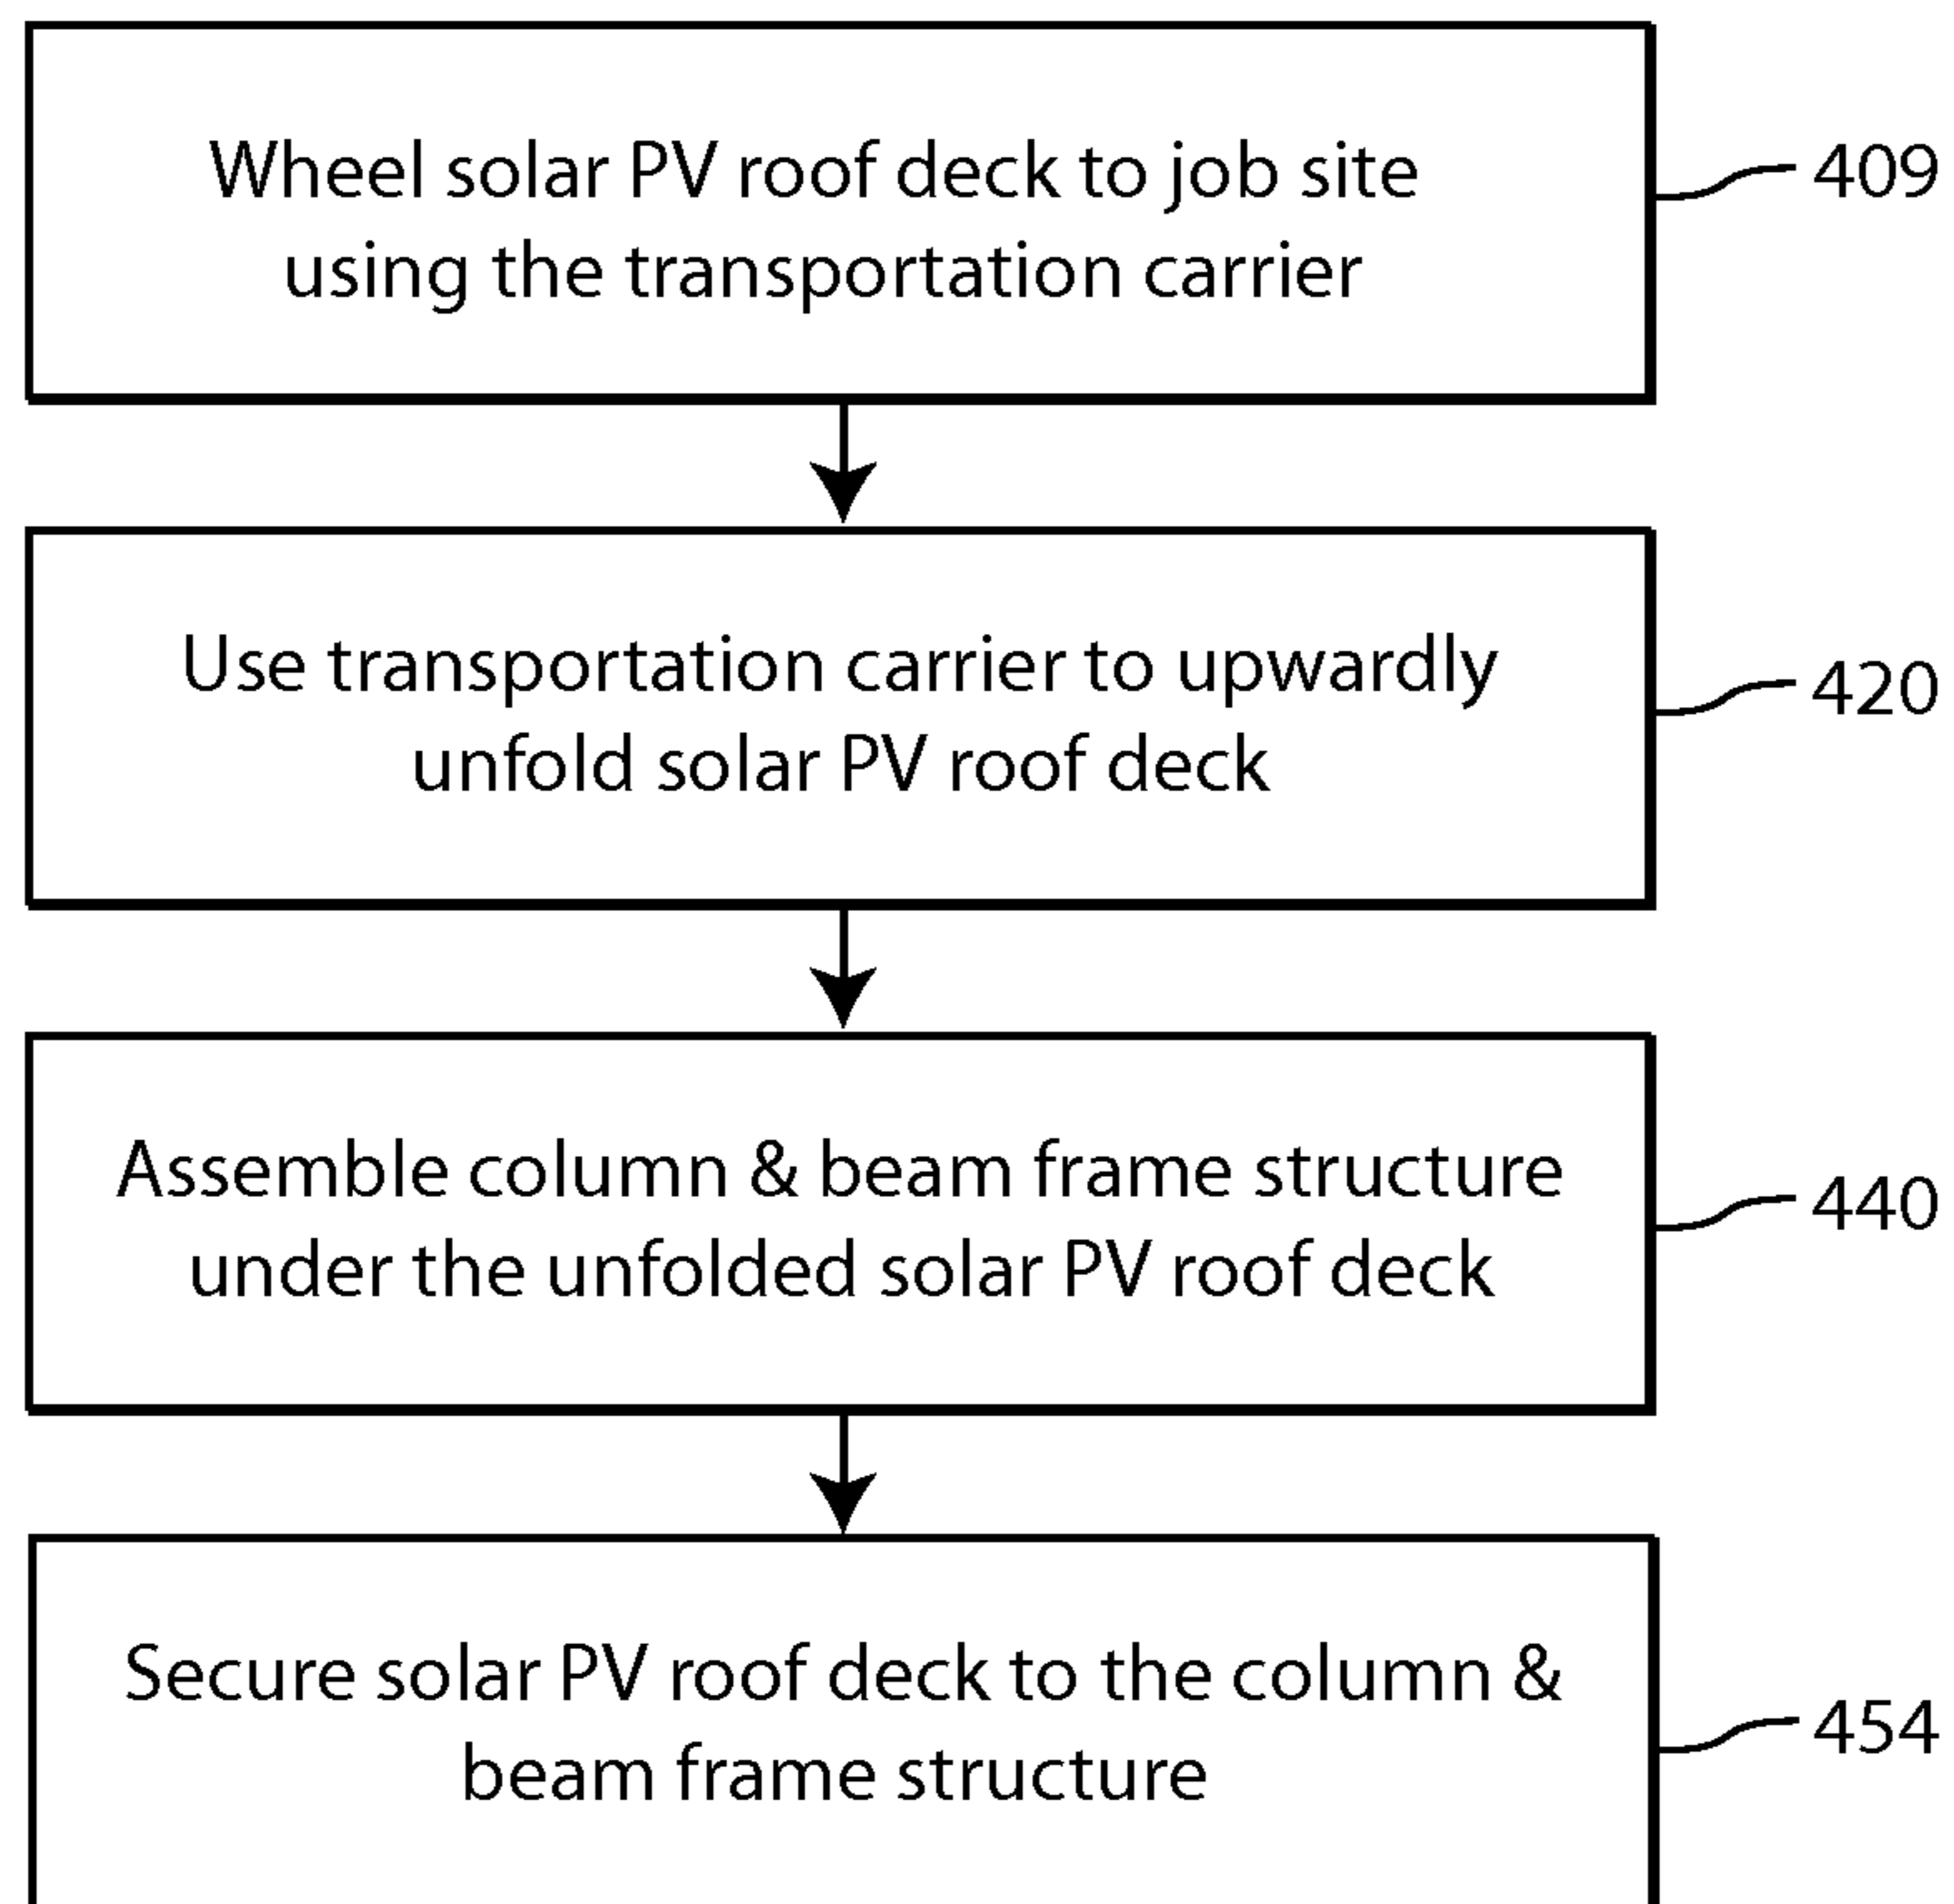 Wheel solar PV roof deck to job site
using the transportation carrier
409
Use transportation carrier to upwardly
unfold solar PV roof deck
420
Assemble column & beam frame structure
under the unfolded solar PV roof deck
440
Secure solar PV roof deck to the column &
beam frame structure
454